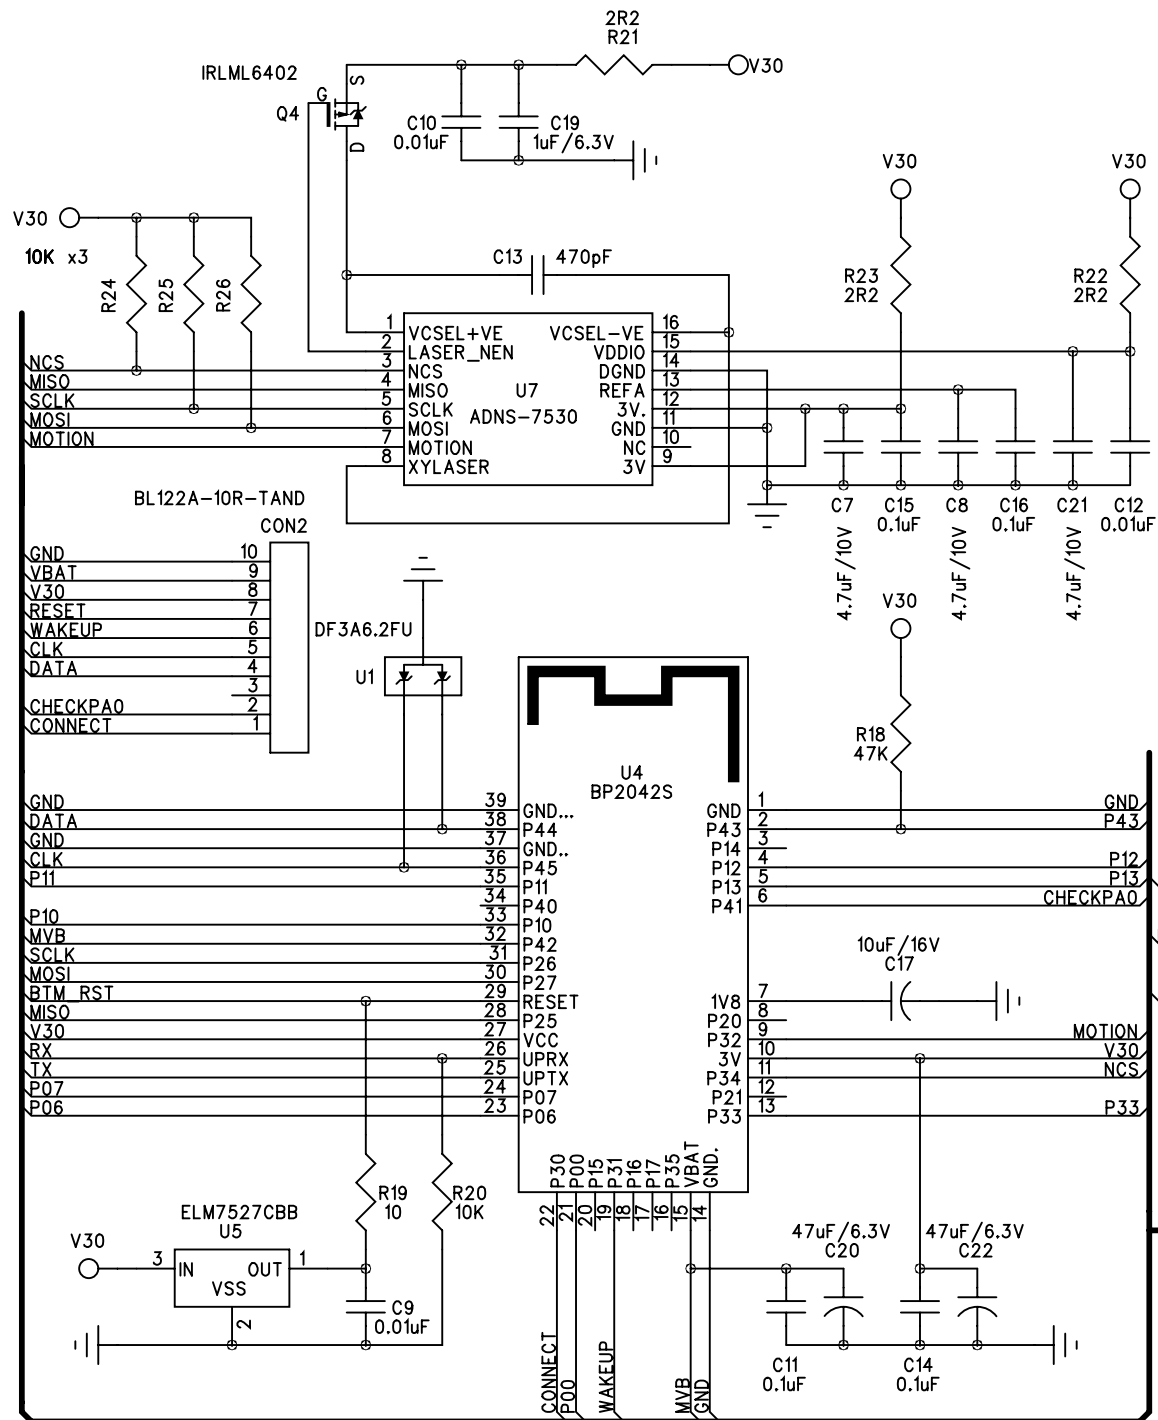 2R2
R21
V30
IRLML6402
S
G
Q4
D
C10
0.01uF
C19
1uF/6.3V
V30
V30
V30
10K x3
R24
R25
R26
C13
470pF
R23
2R2
R22
2R2
1
2
3
4
5
6
7
8
VCSEL+VE
LASER_NEN
NCS
MISO
SCLK
MOSI
MOTION
XYLASER
U7
ADNS-7530
VCSEL-VE
VDDIO
DGND
REFA
3V.
GND
NC
3V
16
15
14
13
12
11
10
9
NCS
MISO
SCLK
MOSI
MOTION
C7
4.7uF/10V
C15
0.1uF
C8
4.7uF/10V
C16
0.1uF
C21
4.7uF/10V
C12
0.01uF
BL122A-10R-TAND
CON2
GND 10
VBAT 9
V30 8
RESET 7
WAKEUP 6
CLK 5
DATA 4
3
CHECKPA0 2
CONNECT 1
DF3A6.2FU
U1
V30
R18
47K
U4
BP2042S
GND 39 GND...
DATA 38 P44
GND 37 GND..
CLK 36 P45
P11 35 P11
34 P40
P10 33 P10
MVB 32 P42
SCLK 31 P26
MOSI 30 P27
BTM_RST 29 RESET
MISO 28 P25
V30 27 VCC
RX 26 UPRX
TX 25 UPTX
P07 24 P07
P06 23 P06
GND 1 GND
P43 2 P43
P14 3
P12 4 P12
P13 5 P13
P41 6 CHECKPA0
10uF/16V
C17
1V8 7
P20 8
P32 9 MOTION
3V 10 V30
P34 11 NCS
P21 12
P33 13 P33
P30
P00
P15
P31
P16
P17
P35
VBAT
GND.
22
21
20
19
18
17
16
15
14
R19
10
R20
10K
ELM7527CBB
U5
V30
3
IN
OUT
VSS
1
2
C9
0.01uF
47uF/6.3V
C20
47uF/6.3V
C22
C11
0.1uF
C14
0.1uF
CONNECT
P00
WAKEUP
MVB
GND